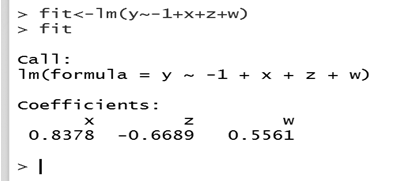 > fit<-lm(y~-1+x+z+w)
> fit
Call:
lm(formula = y ~ -1 + x + z + w)
Coefficients:
x z w
0.8378 -0.6689 0.5561
>